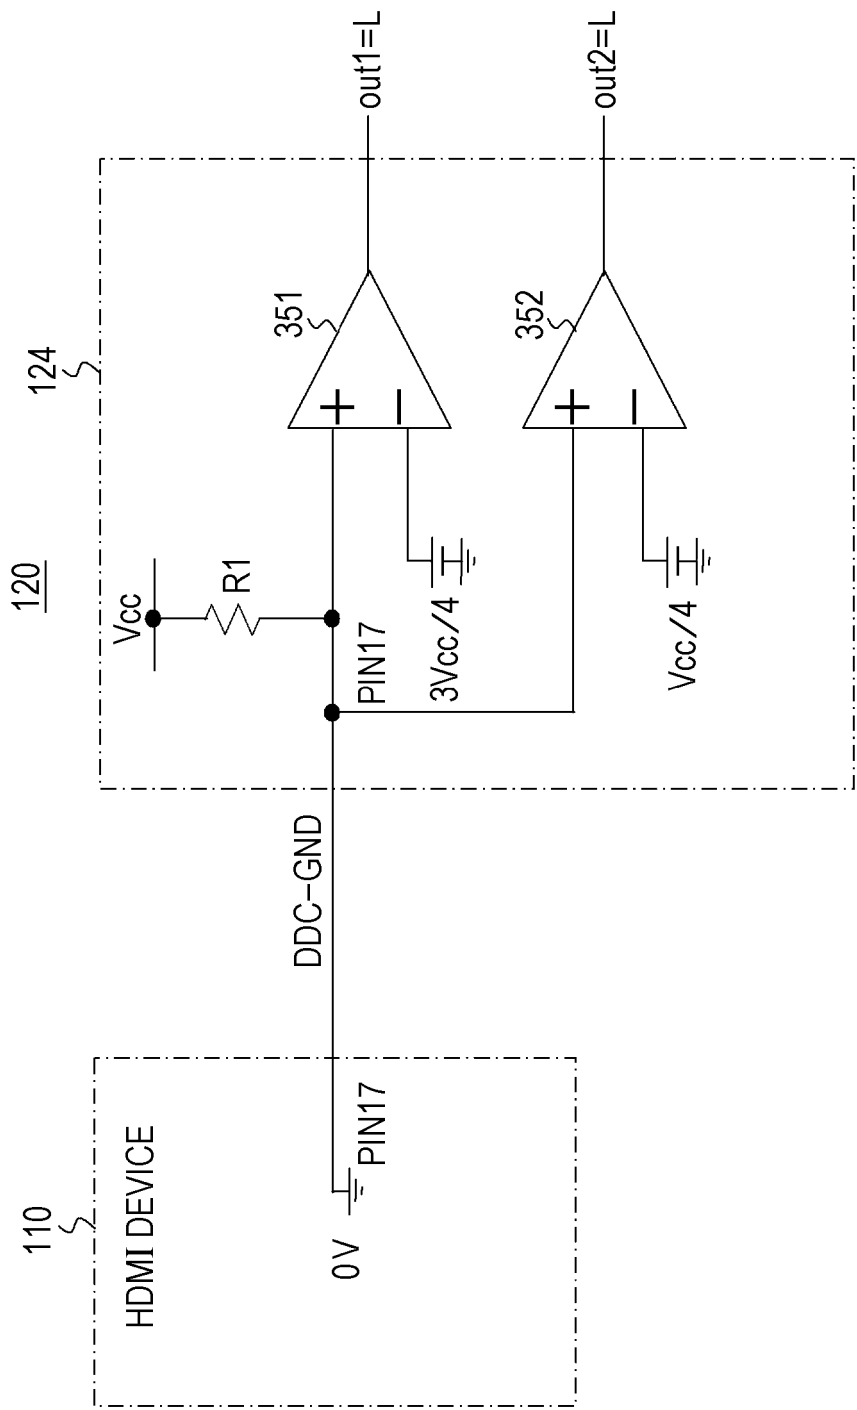 120
110
HDMI DEVICE
0V
PIN17
DDC-GND
124
Vcc
R1
PIN17
351
+
−
3Vcc/4
out1=L
352
+
−
Vcc/4
out2=L